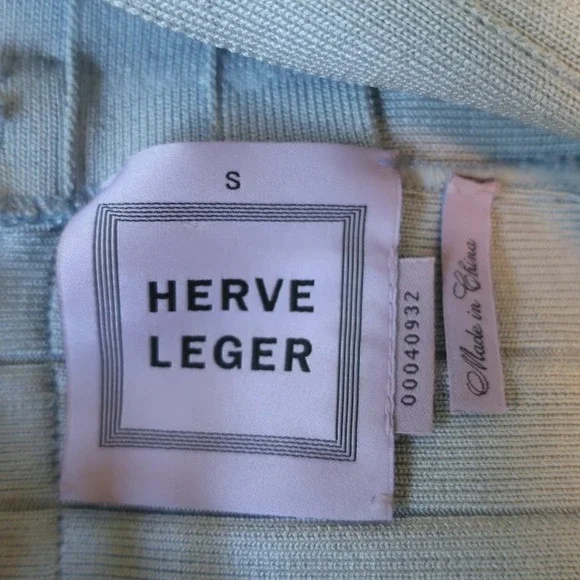 S
HERVE
LEGER
00040932
Made in China